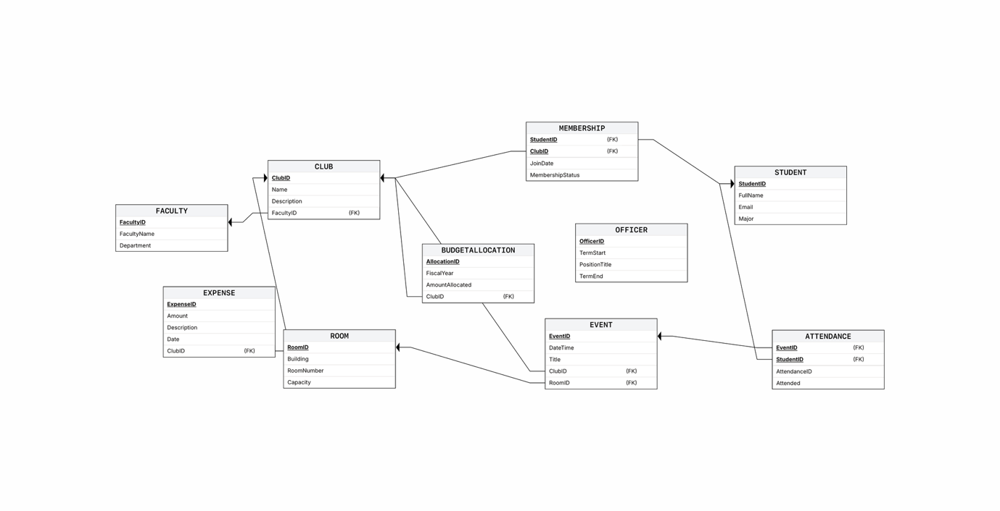 MEMBERSHIP
StudentID (FK)
ClubID (FK)
JoinDate
MembershipStatus
CLUB
ClubID
Name
Description
FacultyID (FK)
STUDENT
StudentID
FullName
Email
Major
FACULTY
FacultyID
FacultyName
Department
OFFICER
OfficerID
TermStart
PositionTitle
TermEnd
BUDGETALLOCATION
AllocationID
FiscalYear
AmountAllocated
ClubID (FK)
EXPENSE
ExpenseID
Amount
Description
Date
ClubID (FK)
ROOM
RoomID
Building
RoomNumber
Capacity
EVENT
EventID
DateTime
Title
ClubID (FK)
RoomID (FK)
ATTENDANCE
EventID (FK)
StudentID (FK)
AttendanceID
Attended